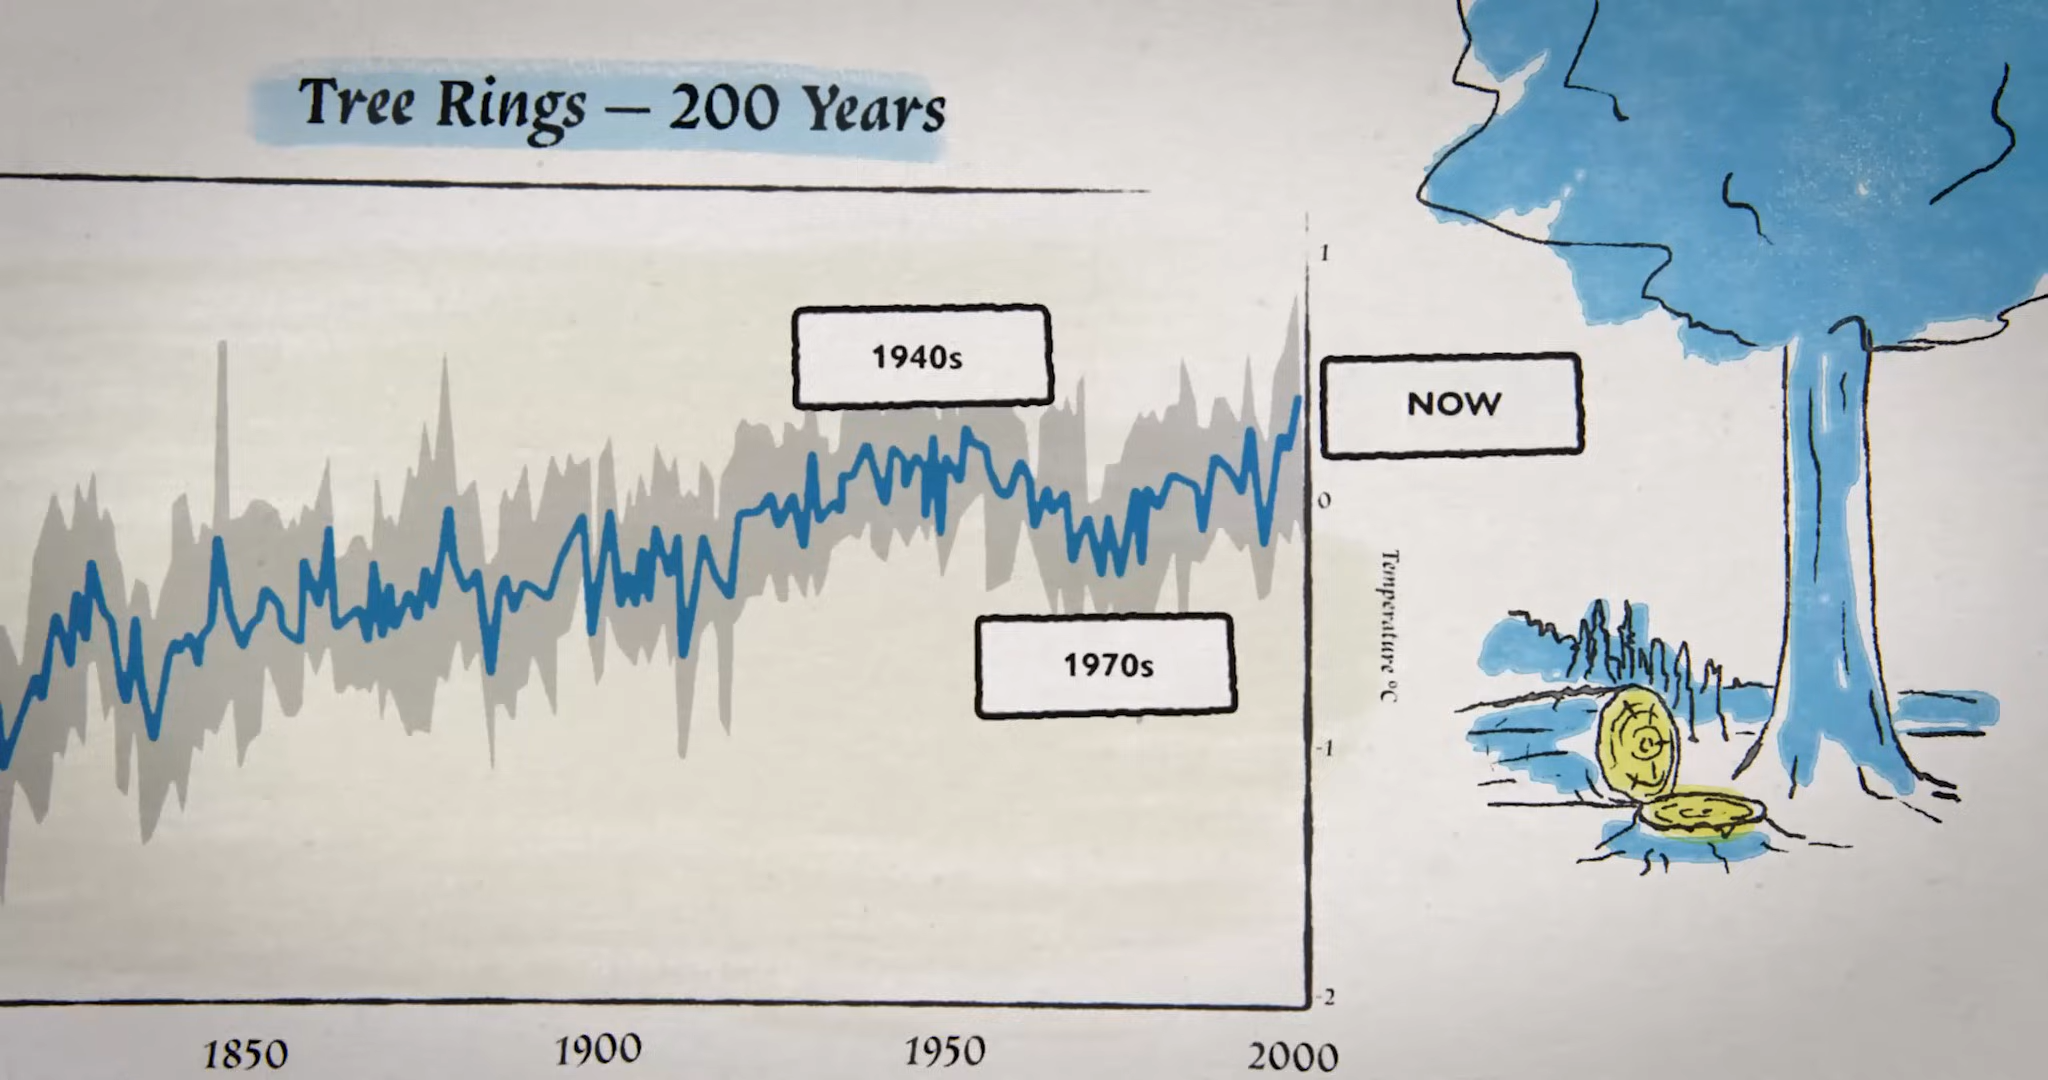 Tree Rings – 200 Years
1
1940s
NOW
0
Temperature °C
1970s
-1
-2
1850 1900 1950 2000